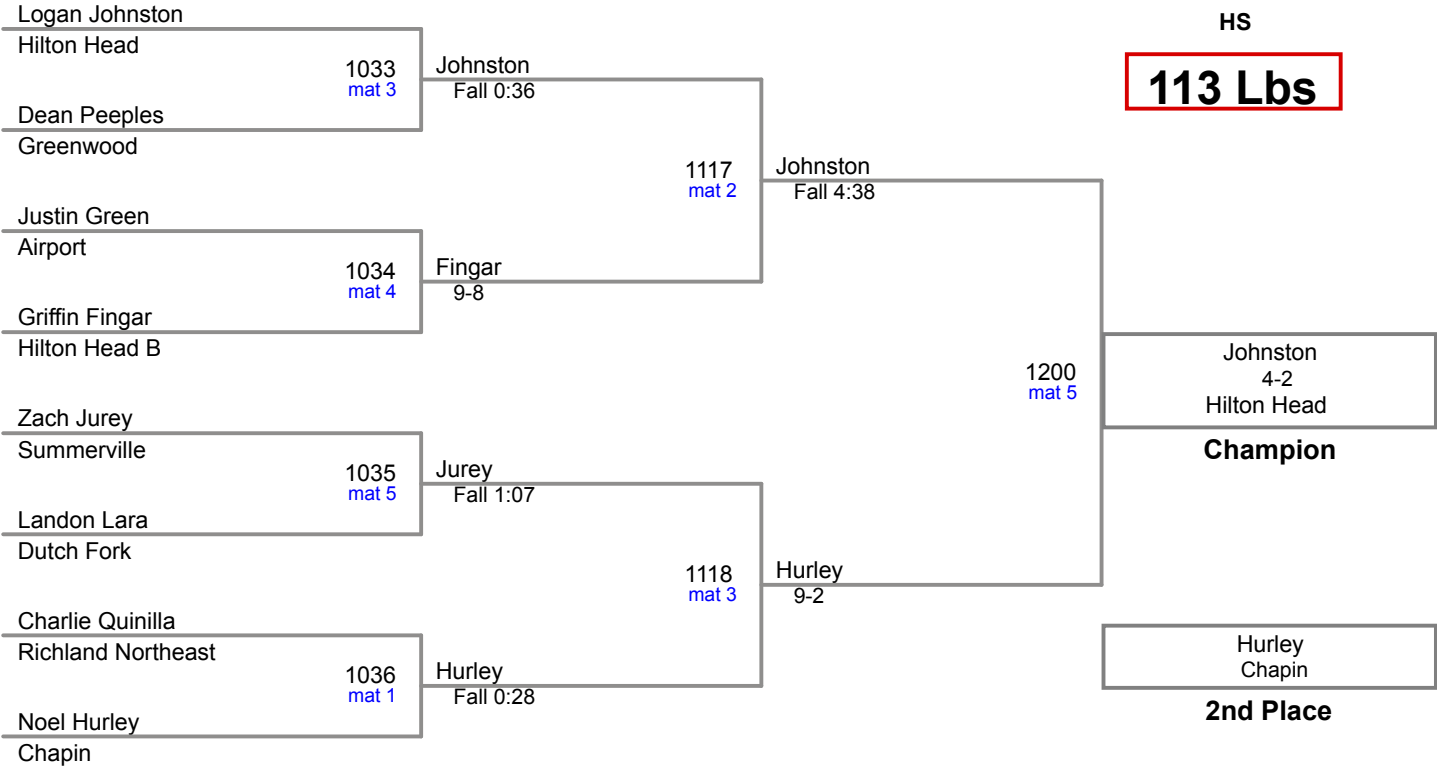 Logan Johnston
Hilton Head
1033
mat 3
Johnston
Fall 0:36
Dean Peeples
Greenwood
1117
mat 2
Johnston
Fall 4:38
Justin Green
Airport
1034
mat 4
Fingar
9-8
Griffin Fingar
Hilton Head B
1200
mat 5
Zach Jurey
Summerville
1035
mat 5
Jurey
Fall 1:07
Landon Lara
Dutch Fork
1118
mat 3
Hurley
9-2
Charlie Quinilla
Richland Northeast
1036
mat 1
Hurley
Fall 0:28
Noel Hurley
Chapin
HS
113 Lbs
Johnston
4-2
Hilton Head
Champion
Hurley
Chapin
2nd Place